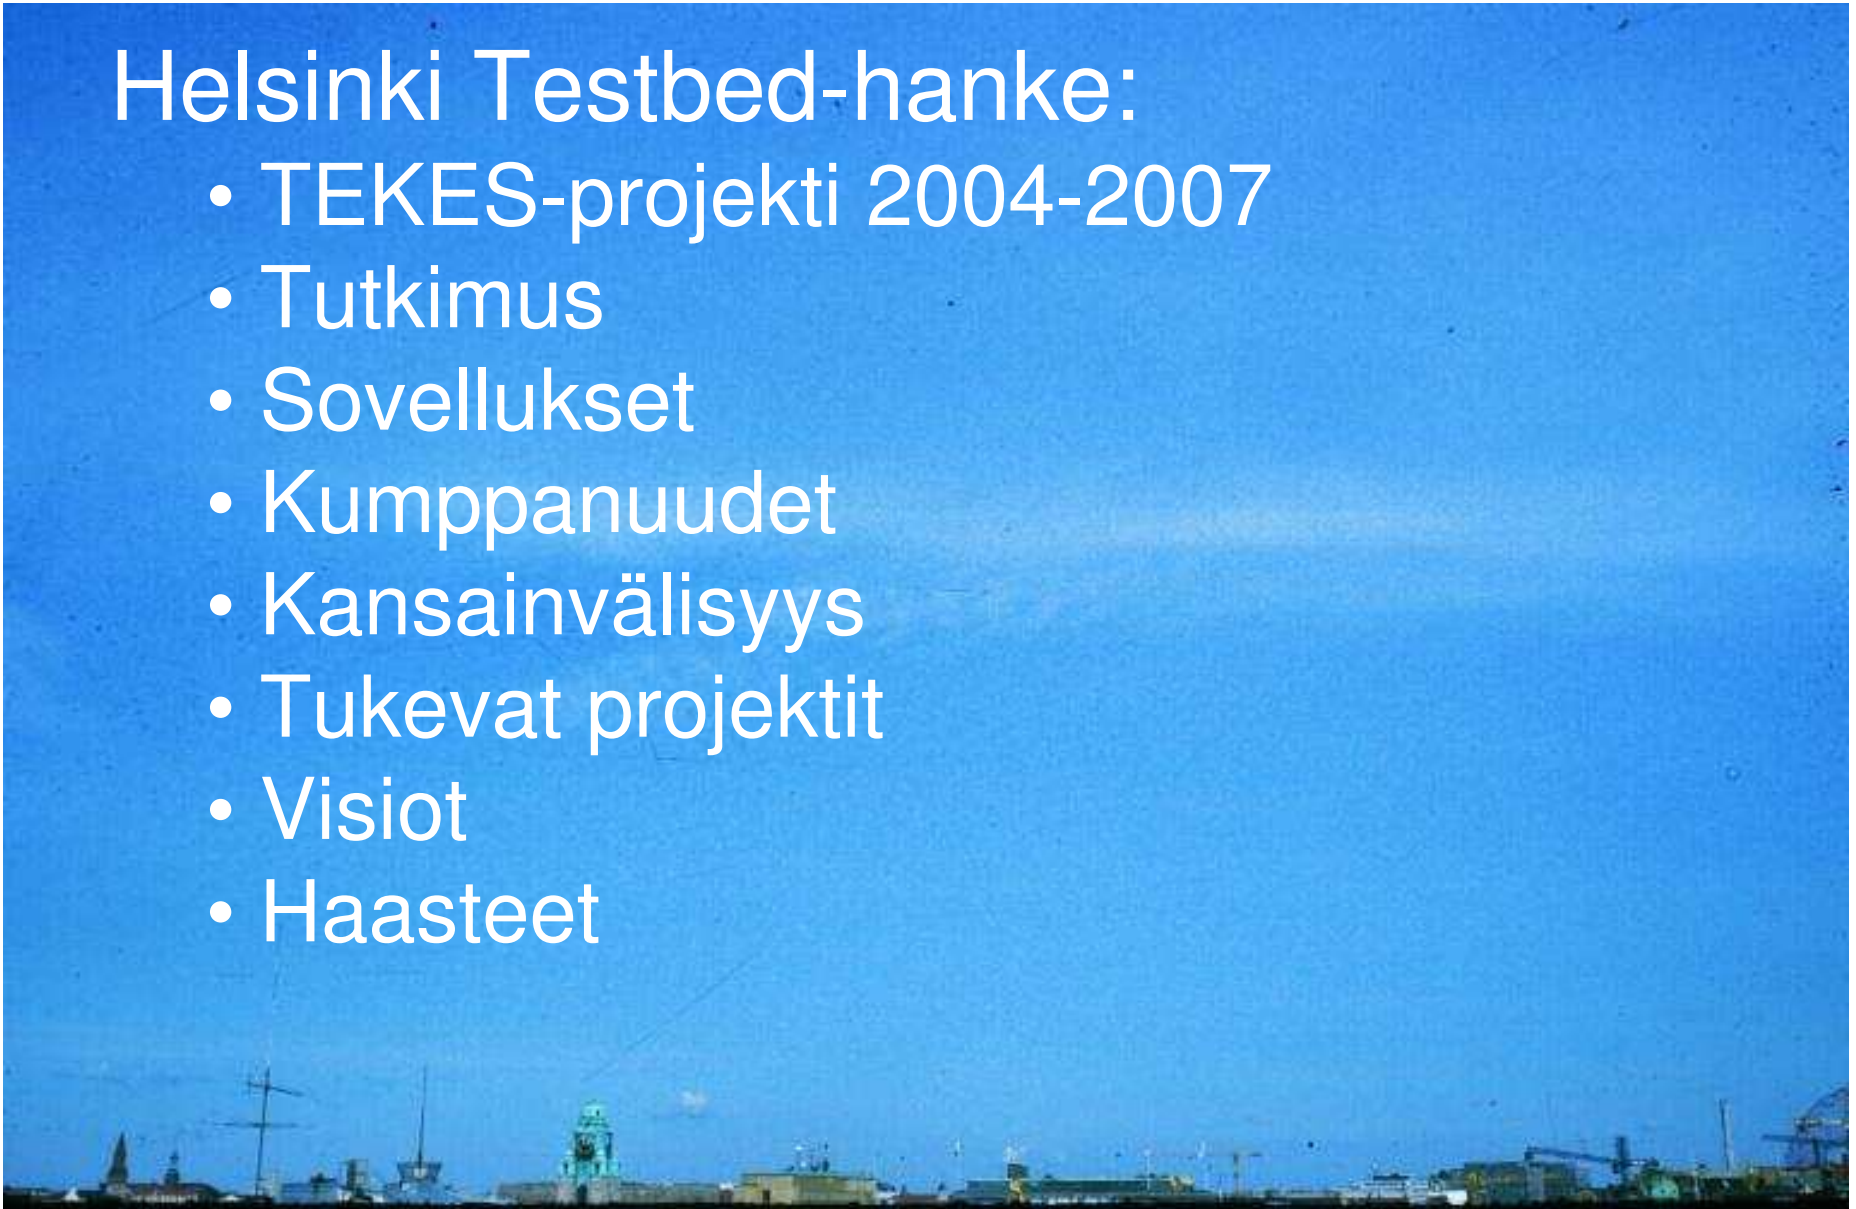 Helsinki Testbed-hanke:
• TEKES-projekti 2004-2007
• Tutkimus
• Sovellukset
• Kumppanuudet
• Kansainvälisyys
• Tukevat projektit
• Visiot
• Haasteet